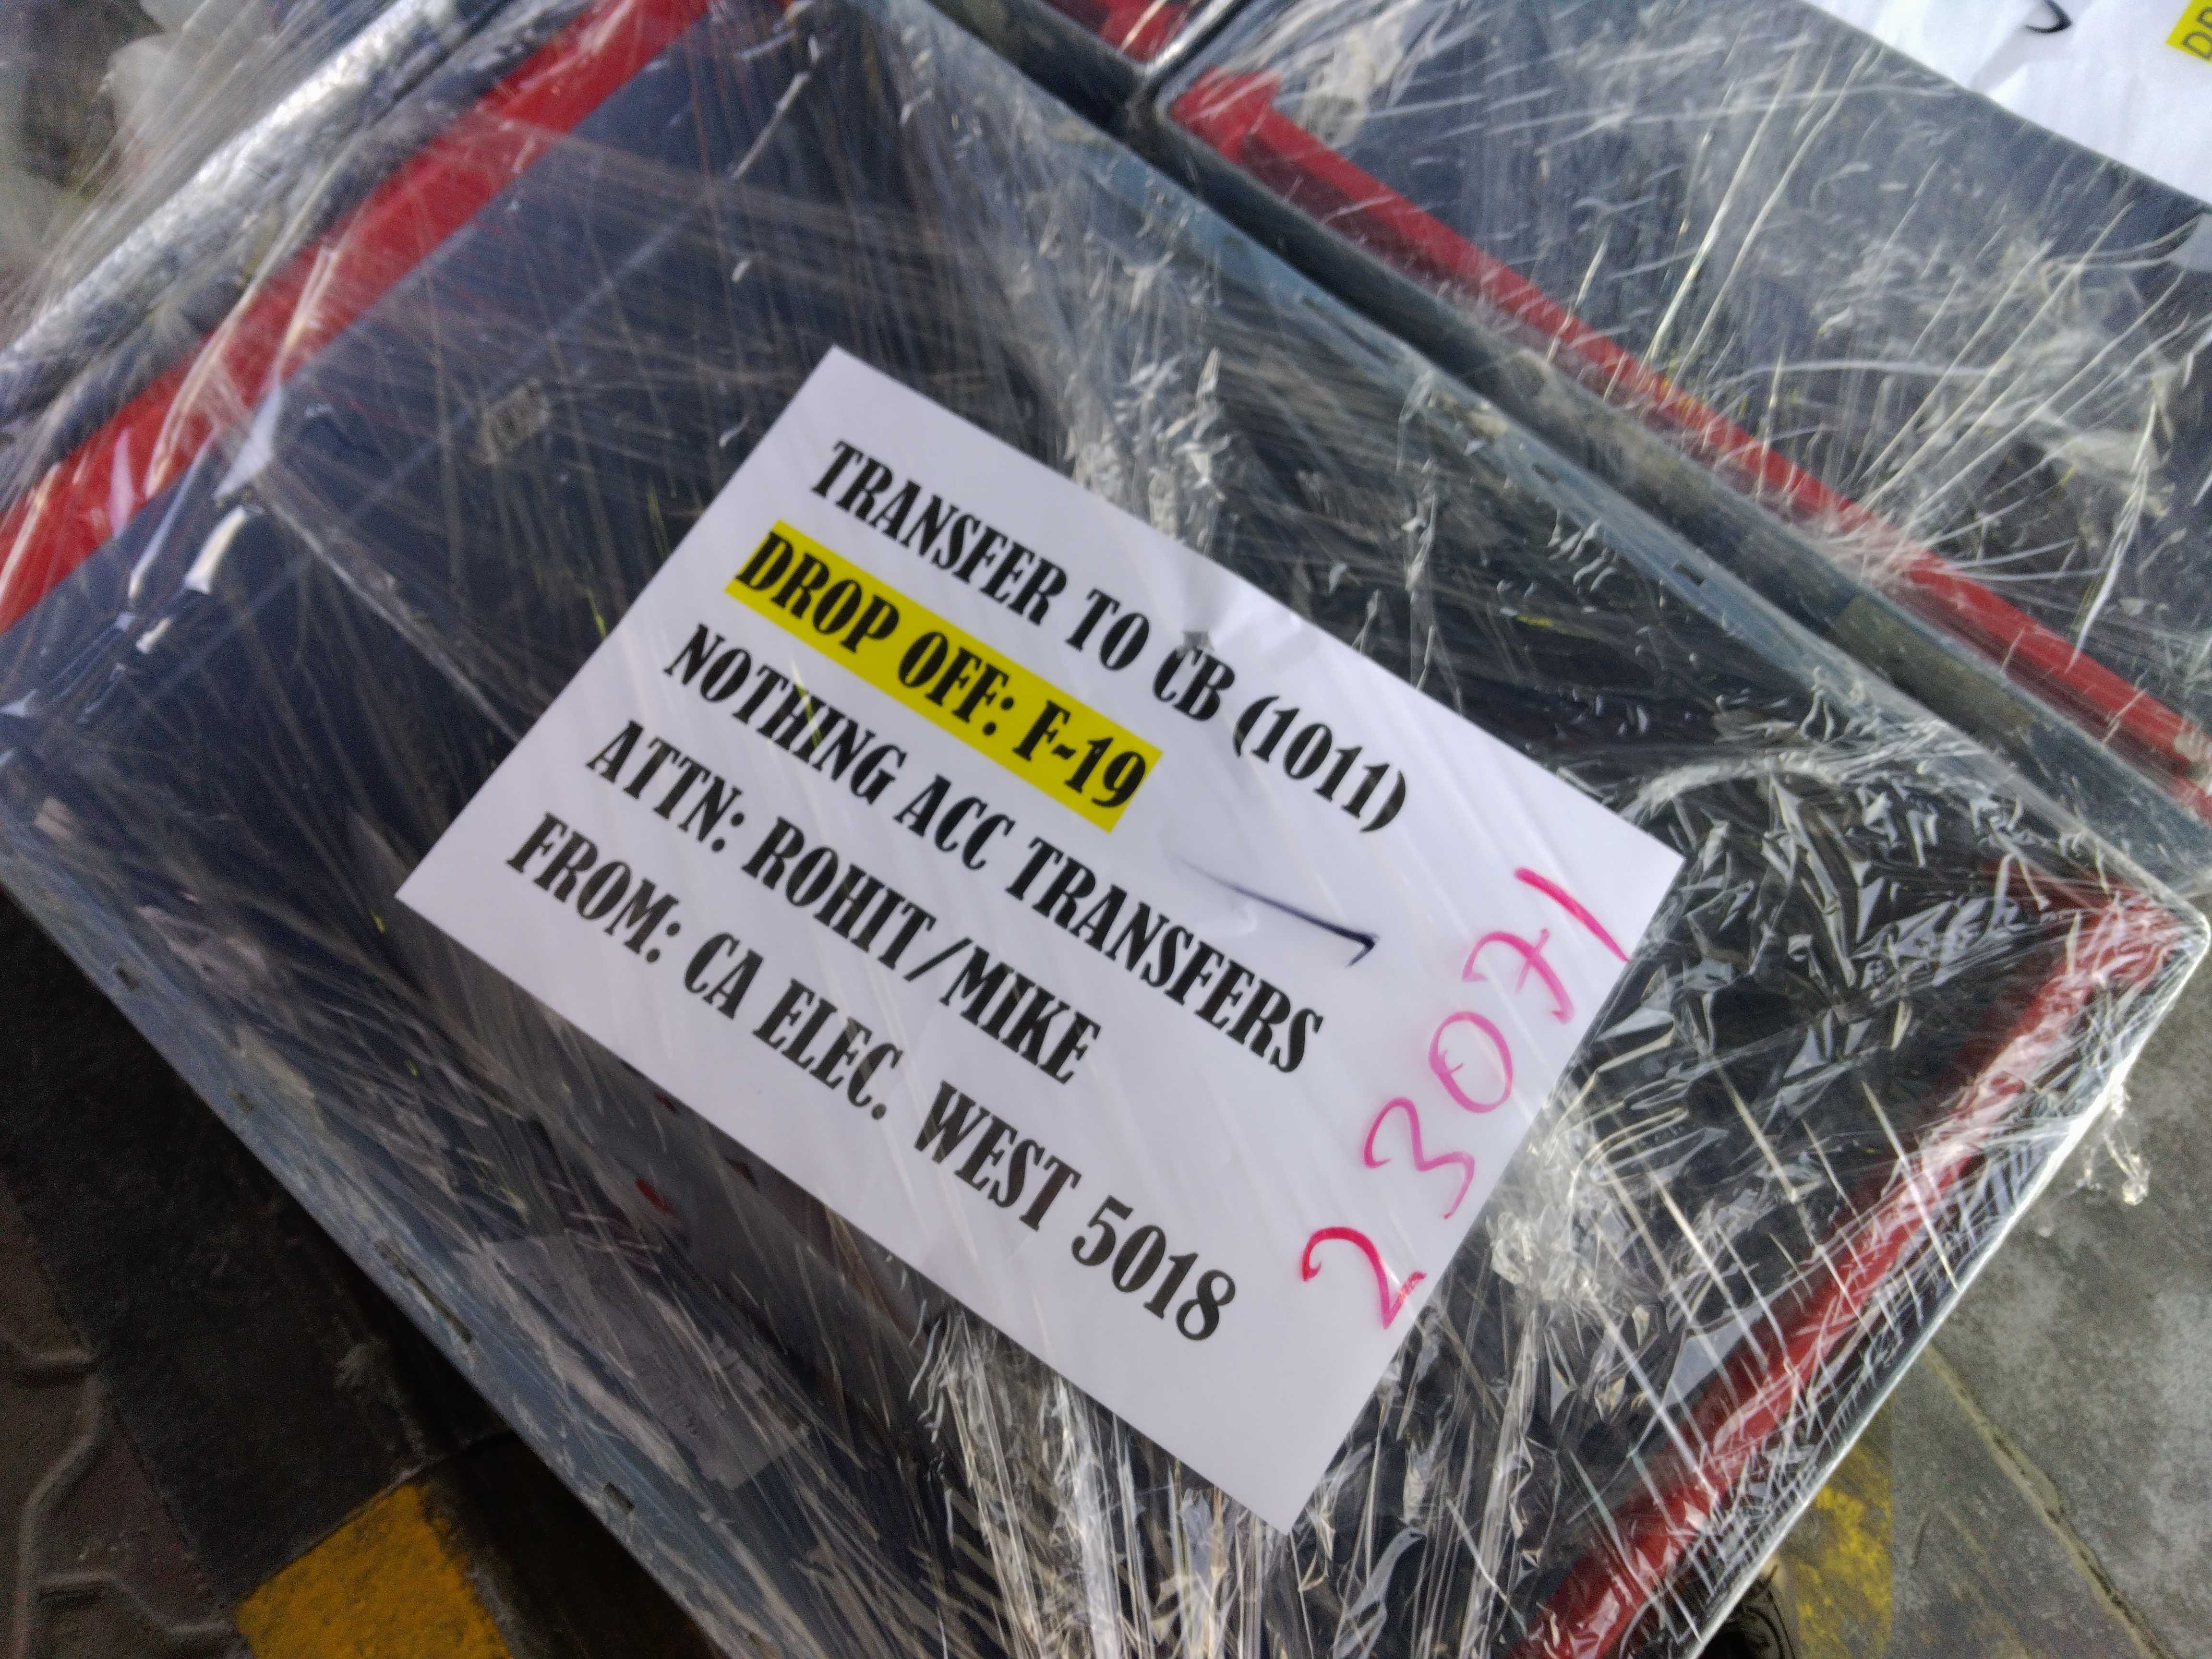 TRANSFER TO CB (1011)
DROP OFF: F-19
NOTHING ACC TRANSFERS
ATTN: ROHIT/MIKE
FROM: CA ELEC. WEST 5018
23071